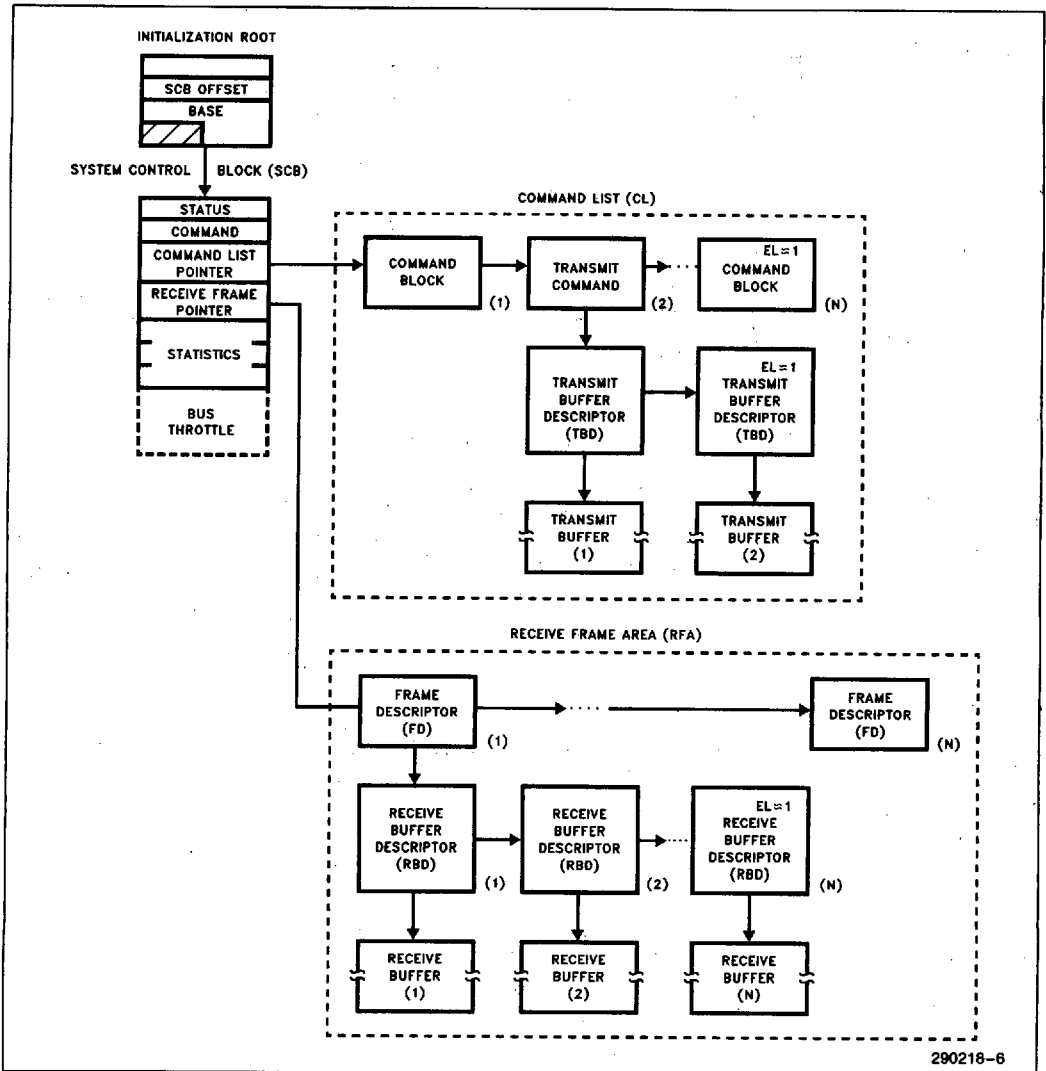 INITIALIZATION ROOT
SCB OFFSET
BASE
SYSTEM CONTROL BLOCK (SCB)
STATUS
COMMAND
COMMAND LIST
POINTER
RECEIVE FRAME
POINTER
STATISTICS
BUS
THROTTLE
COMMAND LIST (CL)
COMMAND
BLOCK
(1)
TRANSMIT
COMMAND
(2)
EL=1
COMMAND
BLOCK
(N)
TRANSMIT
BUFFER
DESCRIPTOR
(TBD)
EL=1
TRANSMIT
BUFFER
DESCRIPTOR
(TBD)
TRANSMIT
BUFFER
(1)
TRANSMIT
BUFFER
(2)
RECEIVE FRAME AREA (RFA)
FRAME
DESCRIPTOR
(FD)
(1)
FRAME
DESCRIPTOR
(FD)
(N)
RECEIVE
BUFFER
DESCRIPTOR
(RBD)
(1)
RECEIVE
BUFFER
DESCRIPTOR
(RBD)
(2)
EL=1
RECEIVE
BUFFER
DESCRIPTOR
(RBD)
(N)
RECEIVE
BUFFER
(1)
RECEIVE
BUFFER
(2)
RECEIVE
BUFFER
(N)
290218-6